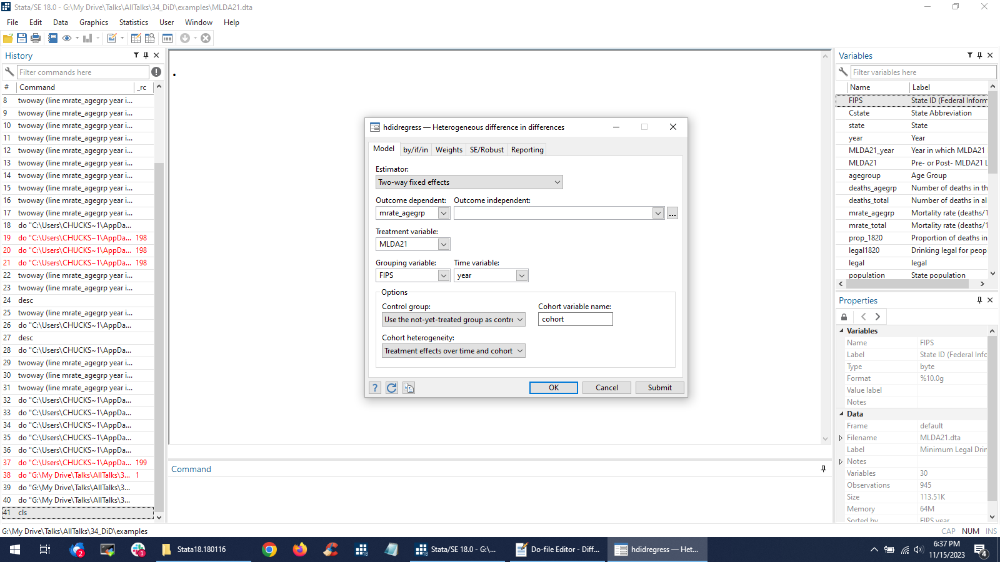 Stata/SE 18.0 - G:\My Drive\Talks\AllTalks\34_DiD\examples\MLDA21.dta
File Edit Data Graphics Statistics User Window Help
History
Filter commands here
# Command _rc
8 twoway (line mrate_agegrp year i...
9 twoway (line mrate_agegrp year i...
10 twoway (line mrate_agegrp year i...
11 twoway (line mrate_agegrp year i...
12 twoway (line mrate_agegrp year i...
13 twoway (line mrate_agegrp year i...
14 twoway (line mrate_agegrp year i...
15 twoway (line mrate_agegrp year i...
16 twoway (line mrate_agegrp year i...
17 twoway (line mrate_agegrp year i...
18 do "C:\Users\CHUCKS~1\AppDa...
19 do "C:\Users\CHUCKS~1\AppDa... 198
20 do "C:\Users\CHUCKS~1\AppDa... 198
21 do "C:\Users\CHUCKS~1\AppDa... 198
22 twoway (line mrate_agegrp year i...
23 twoway (line mrate_agegrp year i...
24 desc
25 twoway (line mrate_agegrp year i...
26 do "C:\Users\CHUCKS~1\AppDa...
27 desc
28 do "C:\Users\CHUCKS~1\AppDa...
29 twoway (line mrate_agegrp year i...
30 twoway (line mrate_agegrp year i...
31 twoway (line mrate_agegrp year i...
32 do "C:\Users\CHUCKS~1\AppDa...
33 do "C:\Users\CHUCKS~1\AppDa...
34 do "C:\Users\CHUCKS~1\AppDa...
35 do "C:\Users\CHUCKS~1\AppDa...
36 do "C:\Users\CHUCKS~1\AppDa...
37 do "C:\Users\CHUCKS~1\AppDa... 199
38 do "G:\My Drive\Talks\AllTalks\3... 1
39 do "G:\My Drive\Talks\AllTalks\3...
40 do "G:\My Drive\Talks\AllTalks\3...
41 cls
.
hdidregress — Heterogeneous difference in differences
Model by/if/in Weights SE/Robust Reporting
Estimator:
Two-way fixed effects
Outcome dependent: Outcome independent:
mrate_agegrp
...
Treatment variable:
MLDA21
Grouping variable: Time variable:
FIPS year
Options
Control group: Cohort variable name:
Use the not-yet-treated group as contr cohort
Cohort heterogeneity:
Treatment effects over time and cohort
? OK Cancel Submit
Command
Variables
Filter variables here
Name Label
FIPS State ID (Federal Inform
Cstate State Abbreviation
state State
year Year
MLDA21_year Year in which MLDA21
MLDA21 Pre- or Post- MLDA21 L
agegroup Age Group
deaths_agegrp Number of deaths in th
deaths_total Number of deaths in al
mrate_agegrp Mortality rate (deaths/1
mrate_total Mortality rate (deaths/1
prop_1820 Proportion of deaths in
legal1820 Drinking legal for peop
legal legal
population State population
Properties
Variables
Name FIPS
Label State ID (Federal Info
Type byte
Format %10.0g
Value label
Notes
Data
Frame default
Filename MLDA21.dta
Label Minimum Legal Drin
Notes
Variables 30
Observations 945
Size 113.51K
Memory 64M
Sorted by FIPS year
G:\My Drive\Talks\AllTalks\34_DiD\examples
CAP NUM INS
2
1
Stata18.180116
18
18
Stata/SE 18.0 - G:\...
Do-file Editor - Diff...
hdidregress — Het...
6:37 PM
11/15/2023
4